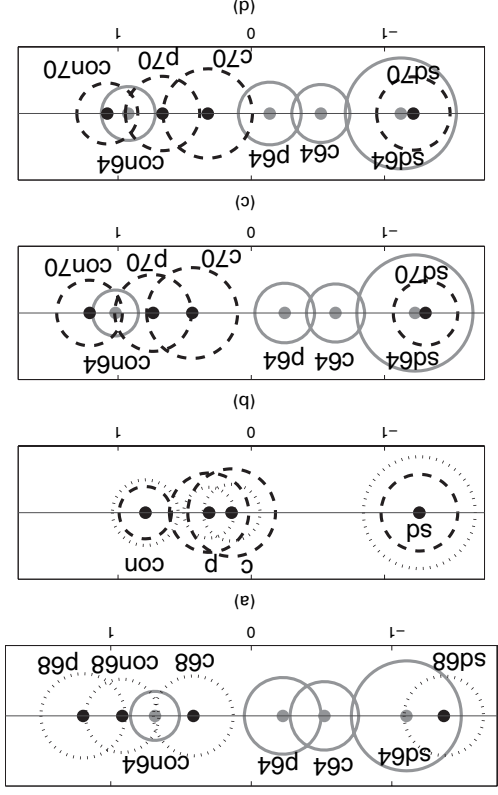 sd64 c64 p64 con64
sd68 c68 con68 p68
−1 0 1
(a)
c p con
sd
−1 0 1
(b)
sd64 c64 p64 con64
sd70 c70 p70 con70
−1 0 1
(c)
sd64 c64 p64 con64
sd70 c70 p70 con70
−1 0 1
(d)